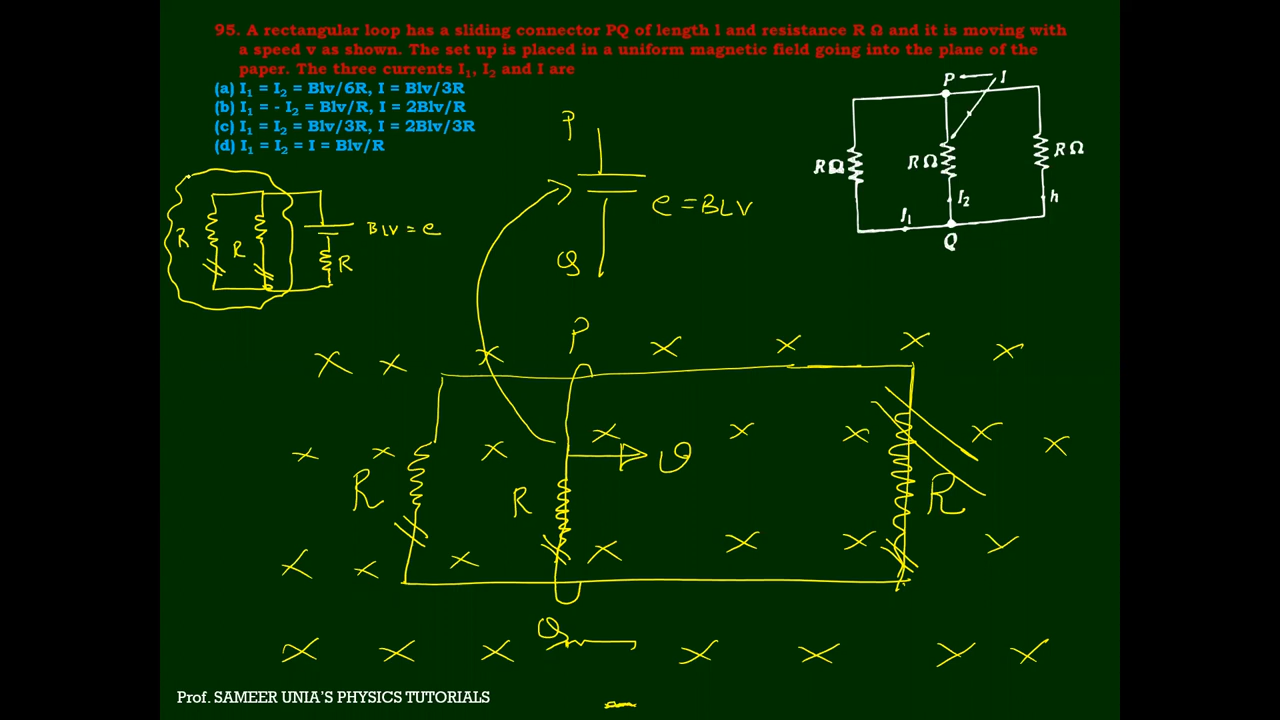 95. A rectangular loop has a sliding connector PQ of length l and resistance R Ω and it is moving with
a speed v as shown. The set up is placed in a uniform magnetic field going into the plane of the
paper. The three currents I₁, I₂ and I are
(a) I₁ = I₂ = Blv/6R, I = Blv/3R
(b) I₁ = - I₂ = Blv/R, I = 2Blv/R
(c) I₁ = I₂ = Blv/3R, I = 2Blv/3R
(d) I₁ = I₂ = I = Blv/R
P
I
RΩ
RΩ
RΩ
I₂
h
I₁
Q
P
e = BLV
Q
R
R
BLV = e
R
P
R
R
v
R
Q
Prof. SAMEER UNIA'S PHYSICS TUTORIALS